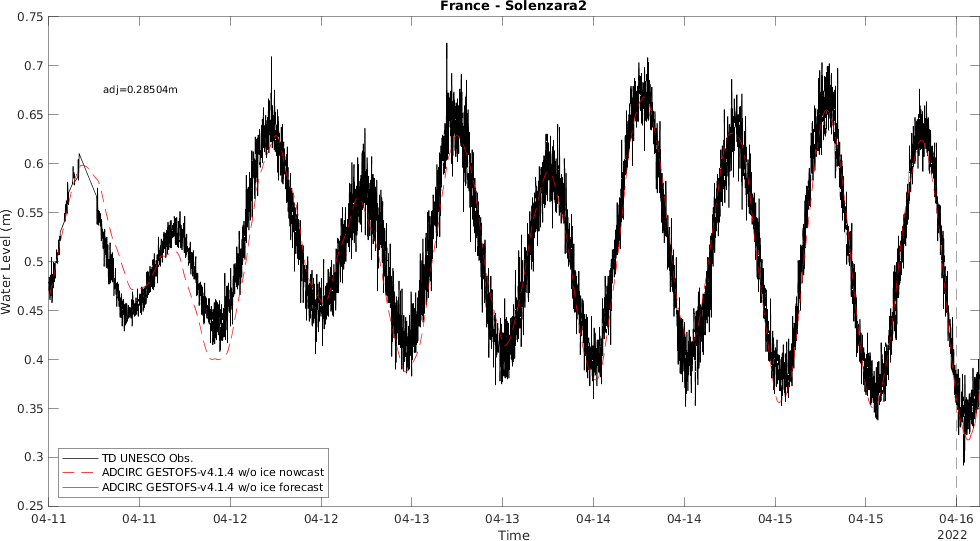 France - Solenzara2
0.75
0.7
0.65
0.6
0.55
0.5
0.45
0.4
0.35
0.3
0.25
Water Level (m)
adj=0.28504m
TD UNESCO Obs.
ADCIRC GESTOFS-v4.1.4 w/o ice nowcast
ADCIRC GESTOFS-v4.1.4 w/o ice forecast
04-11 04-11 04-12 04-12 04-13 04-13 04-14 04-14 04-15 04-15 04-16
Time 2022